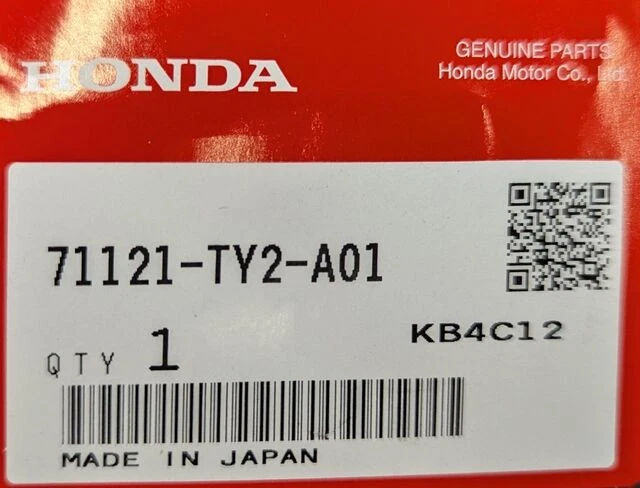 HONDA
GENUINE PARTS
Honda Motor Co., Ltd.
71121-TY2-A01
KB4C12
QTY 1
MADE IN JAPAN